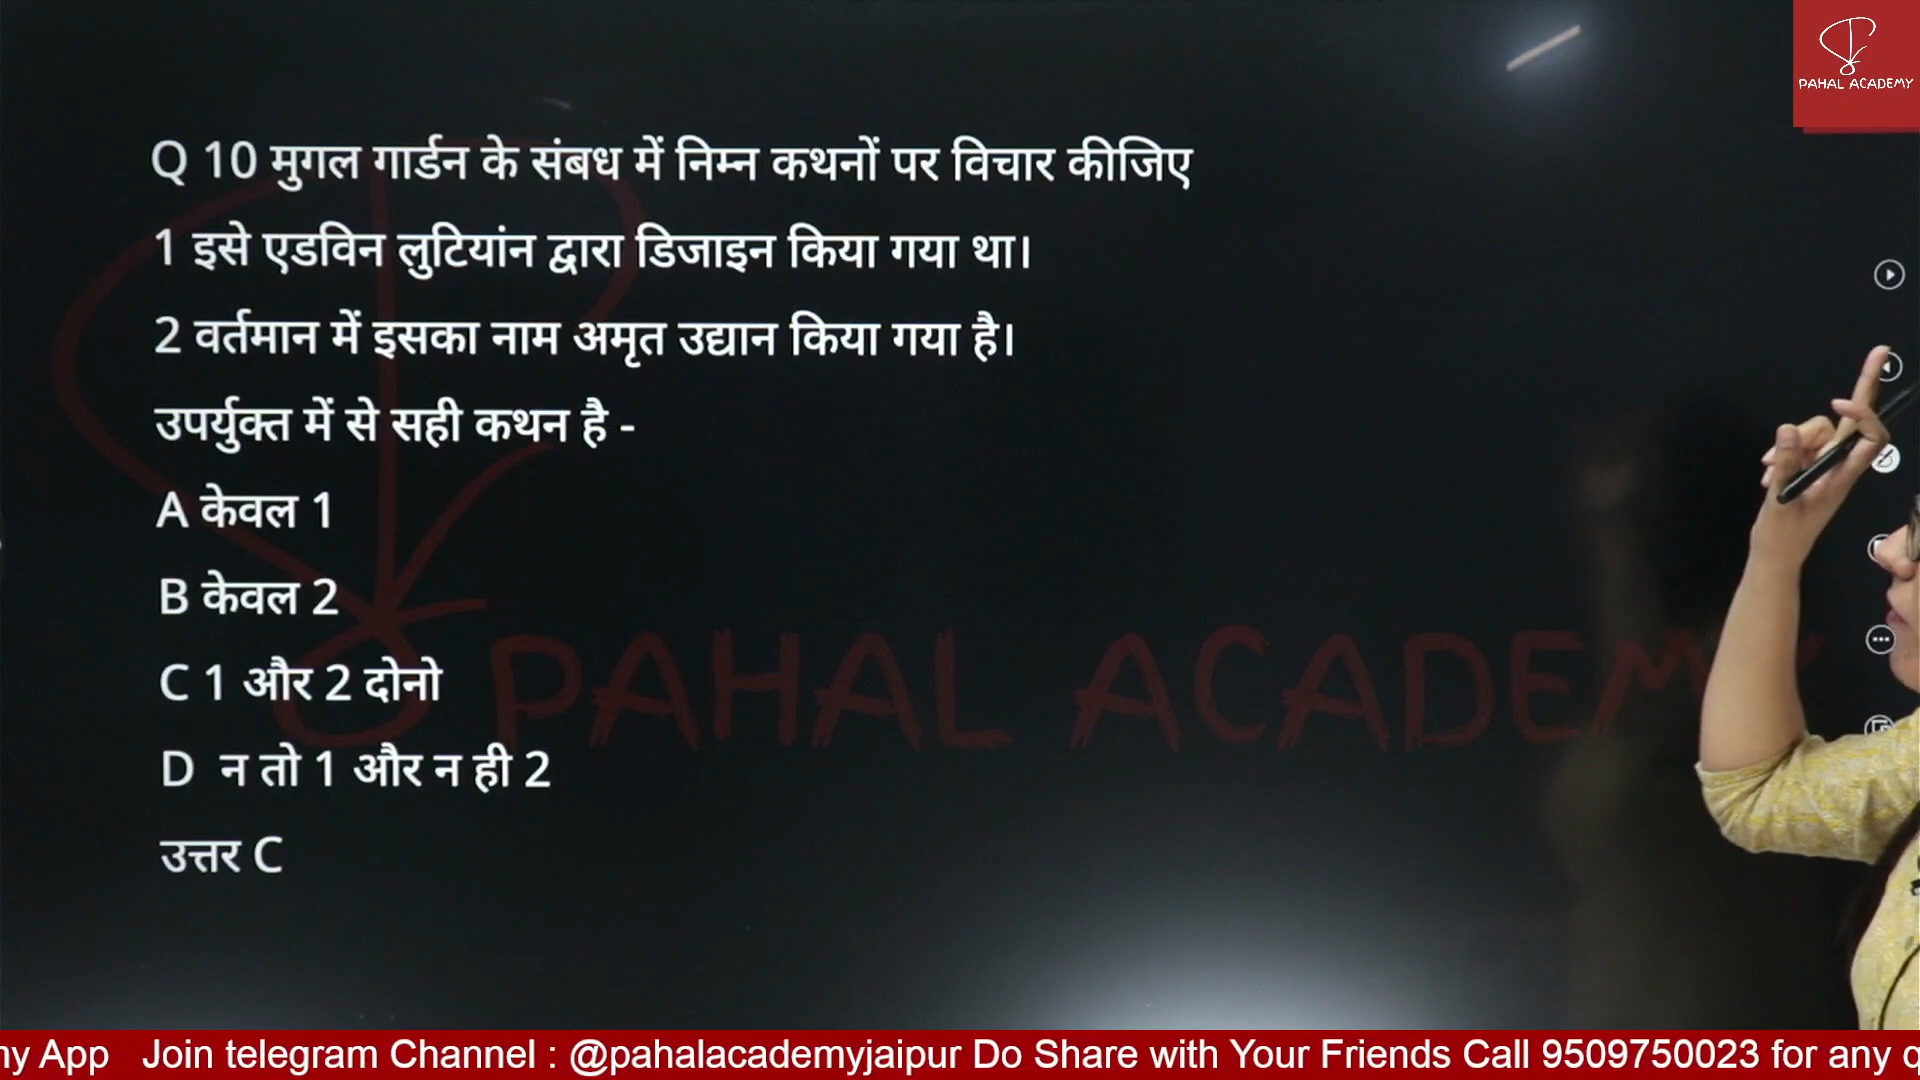 PAHAL ACADEMY
Q 10 मुगल गार्डन के संबध में निम्न कथनों पर विचार कीजिए
1 इसे एडविन लुटियांन द्वारा डिजाइन किया गया था।
2 वर्तमान में इसका नाम अमृत उद्यान किया गया है।
उपर्युक्त में से सही कथन है -
A केवल 1
B केवल 2
C 1 और 2 दोनो
D न तो 1 और न ही 2
उत्तर C
PAHAL ACADEMY
my App Join telegram Channel : @pahalacademyjaipur Do Share with Your Friends Call 9509750023 for any q